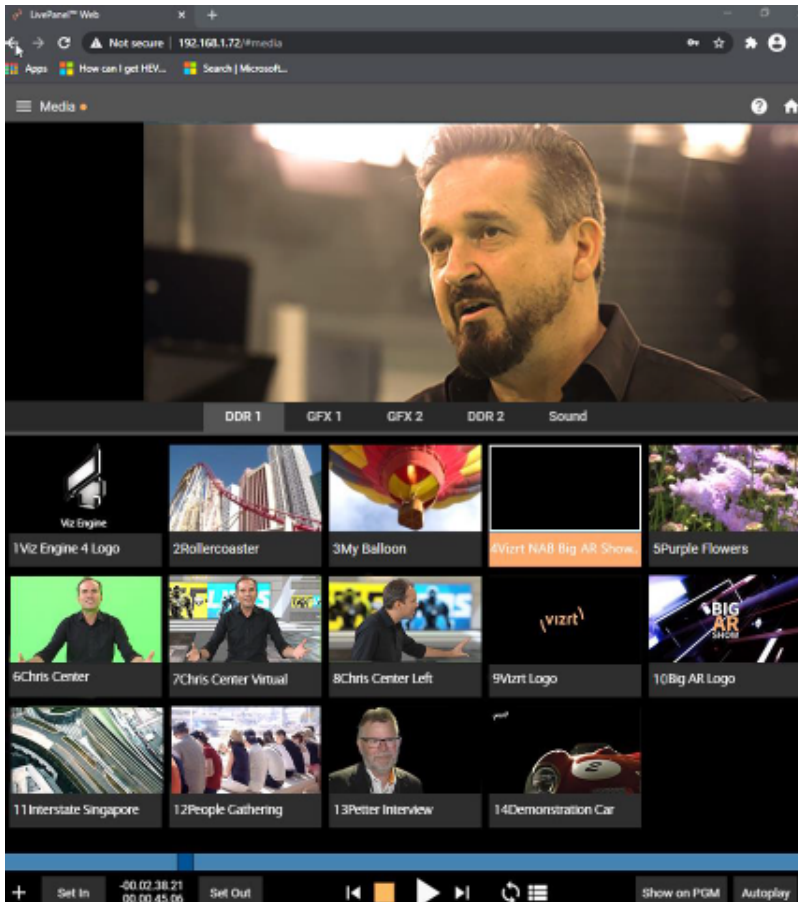 LivePanel™ Web
Not secure | 192.168.1.72/#media
Apps How can I get HEV... Search | Microsoft...
Media
DDR 1 GFX 1 GFX 2 DDR 2 Sound
Viz Engine
1Viz Engine 4 Logo 2Rollercoaster 3My Balloon 4Vizrt NAB Big AR Show.. 5Purple Flowers
vizrt
BIG
AR
SHOW
6Chris Center 7Chris Center Virtual 8Chris Center Left 9Vizrt Logo 10Big AR Logo
2
11Interstate Singapore 12People Gathering 13Petter Interview 14Demonstration Car
+ Set In -00.02.38.21 Set Out Show on PGM Autoplay
00.00.45.06